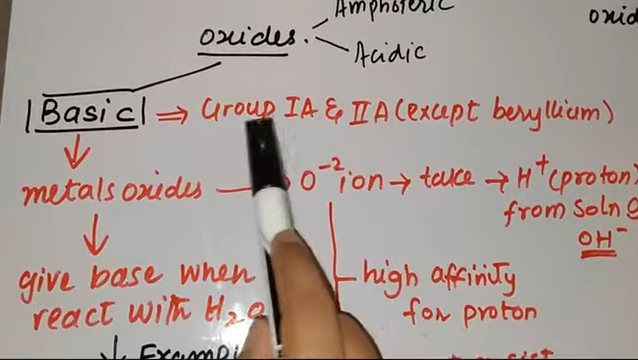 Amphoteric
oxides.
oxid
Acidic
Basic ⇒ Group IA & IIA (except beryllium)
metals oxides → O⁻² ion → take → H⁺ (proton)
from soln
OH⁻
give base when
react with H₂O
high affinity
for proton